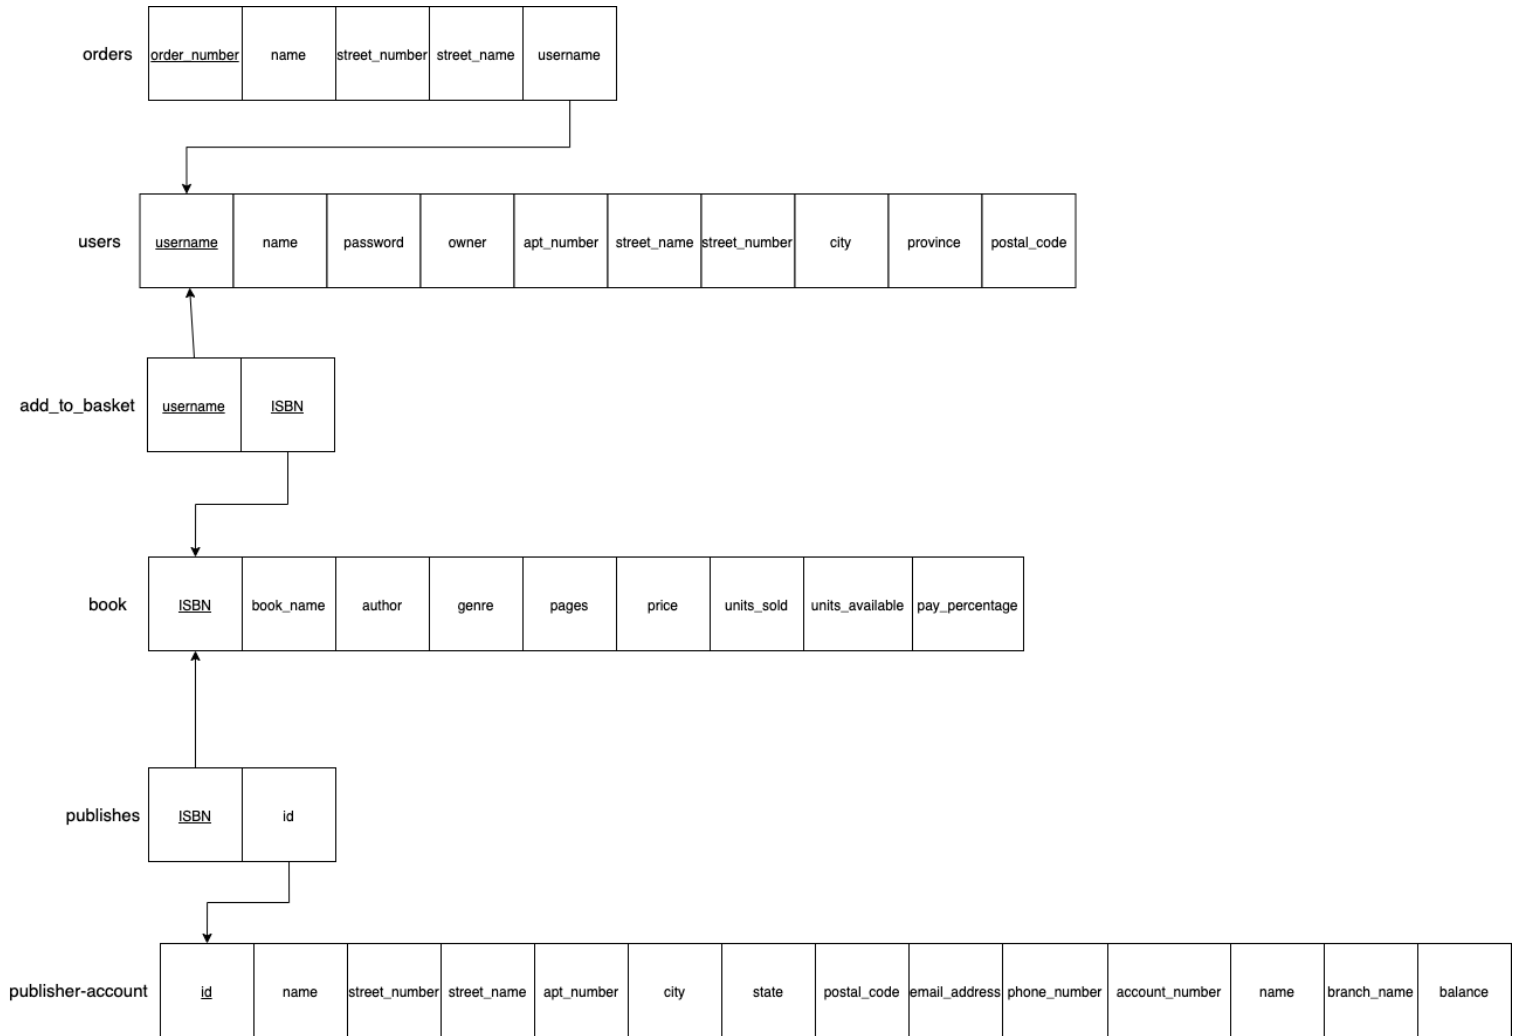 orders order_number name street_number street_name username
users username name password owner apt_number street_name street_number city province postal_code
add_to_basket username ISBN
book ISBN book_name author genre pages price units_sold units_available pay_percentage
publishes ISBN id
publisher-account id name street_number street_name apt_number city state postal_code email_address phone_number account_number name branch_name balance